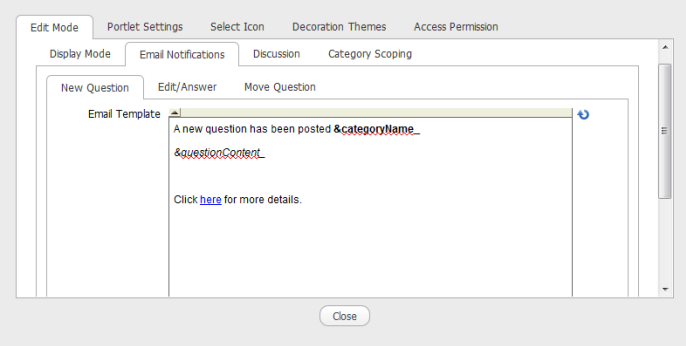 Edit Mode Portlet Settings Select Icon Decoration Themes Access Permission
Display Mode Email Notifications Discussion Category Scoping
New Question Edit/Answer Move Question
Email Template
A new question has been posted &categoryName_
&questionContent_
Click here for more details.
Close